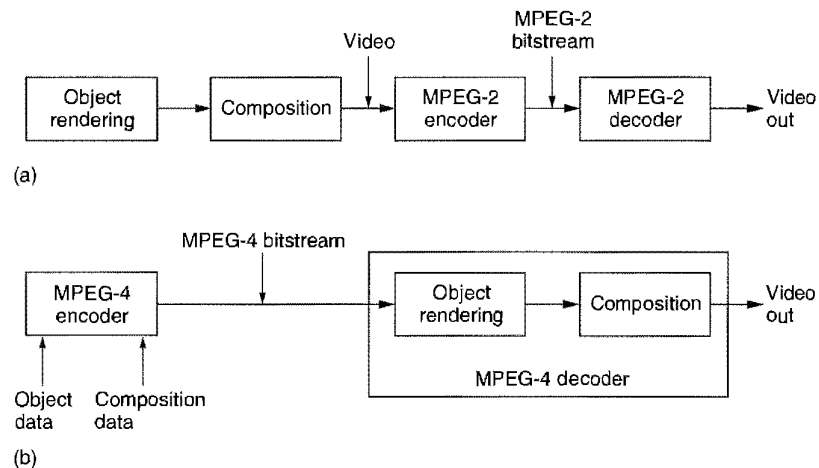 MPEG-2
bitstream
Video
Object
rendering
Composition
MPEG-2
encoder
MPEG-2
decoder
Video
out
(a)
MPEG-4 bitstream
MPEG-4
encoder
Object
rendering
Composition
Video
out
MPEG-4 decoder
Object
data
Composition
data
(b)